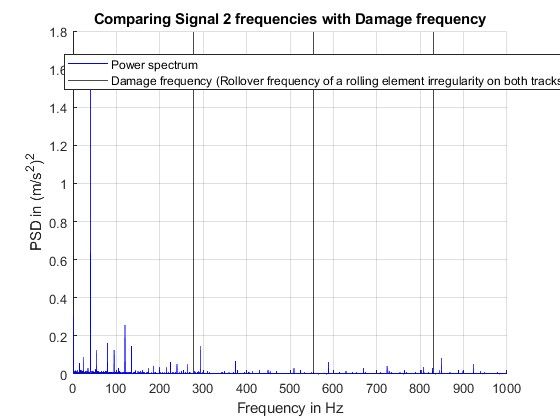 Comparing Signal 2 frequencies with Damage frequency
1.8
Power spectrum
Damage frequency (Rollover frequency of a rolling element irregularity on both tracks
1.4
1.2
1
0.8
0.6
0.4
0.2
0
PSD in (m/s²)²
0 100 200 300 400 500 600 700 800 900 1000
Frequency in Hz